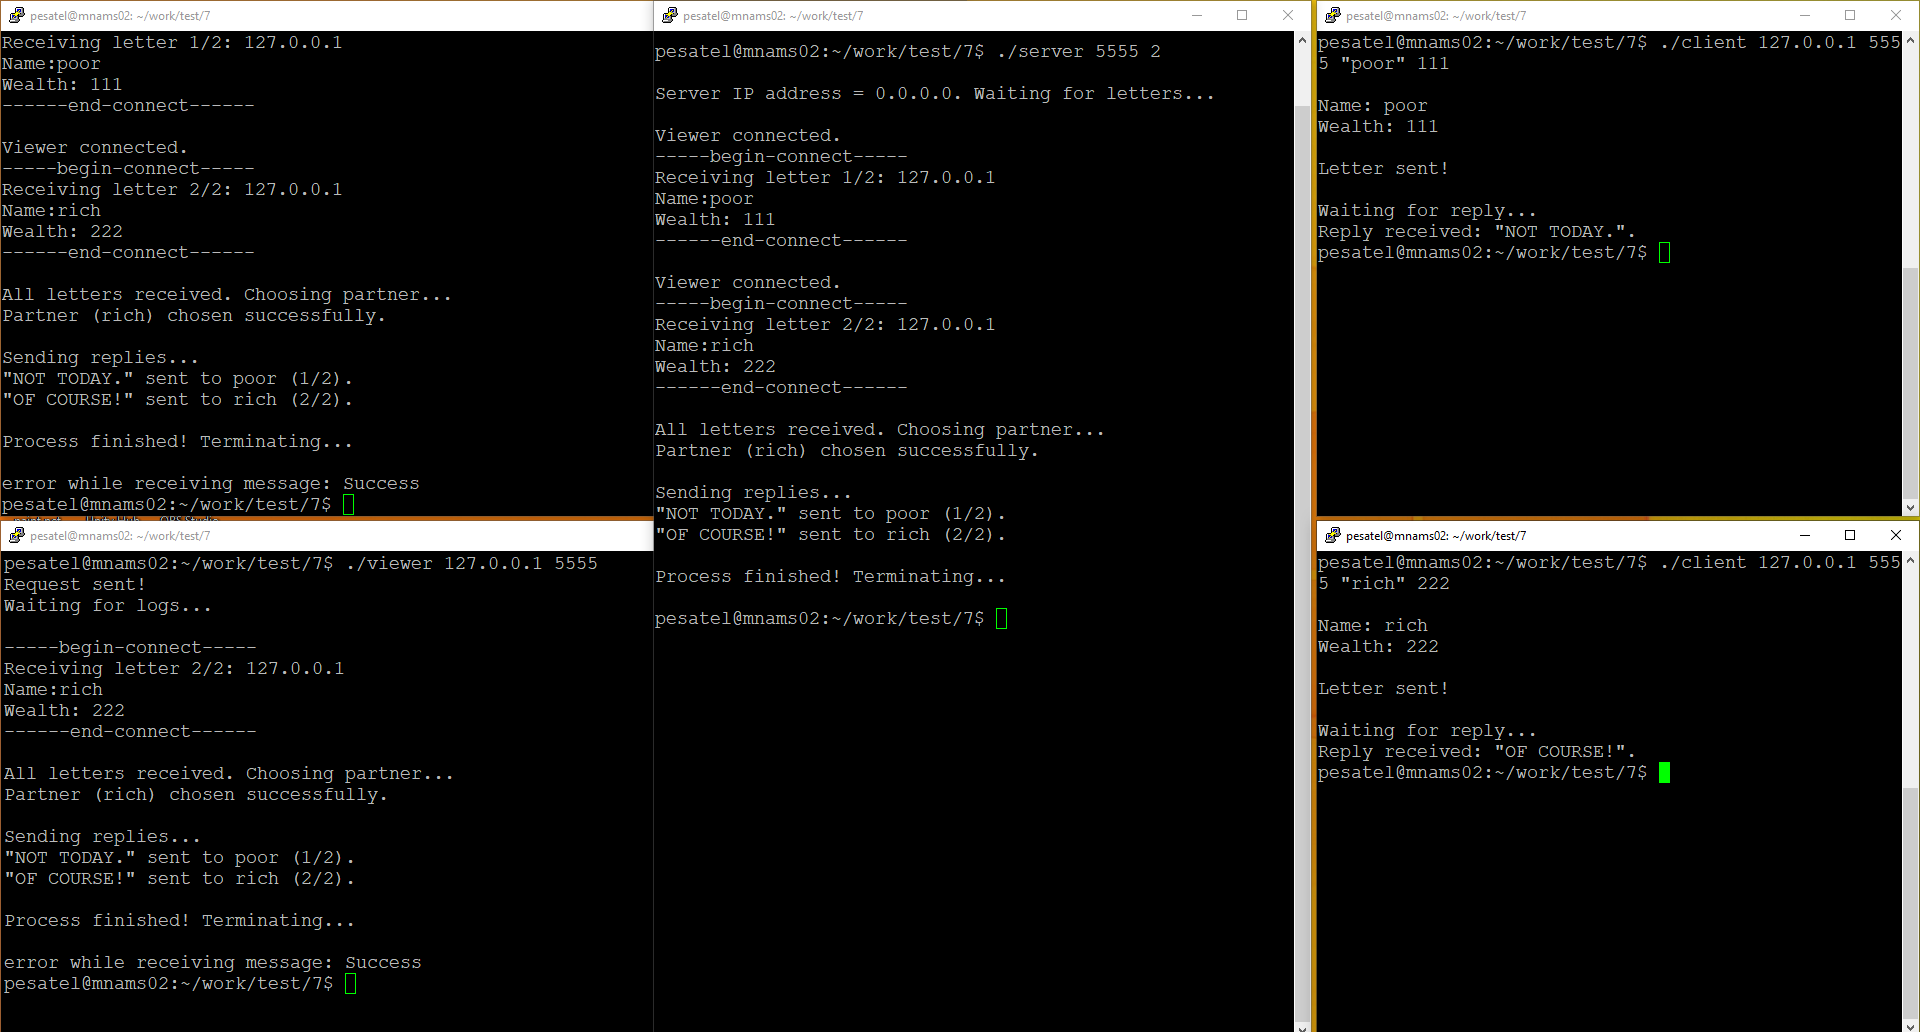 pesatel@mnams02: ~/work/test/7
Receiving letter 1/2: 127.0.0.1
Name:poor
Wealth: 111
------end-connect------
Viewer connected.
-----begin-connect-----
Receiving letter 2/2: 127.0.0.1
Name:rich
Wealth: 222
------end-connect------
All letters received. Choosing partner...
Partner (rich) chosen successfully.
Sending replies...
"NOT TODAY." sent to poor (1/2).
"OF COURSE!" sent to rich (2/2).
Process finished! Terminating...
error while receiving message: Success
pesatel@mnams02:~/work/test/7$
pesatel@mnams02: ~/work/test/7
pesatel@mnams02:~/work/test/7$ ./viewer 127.0.0.1 5555
Request sent!
Waiting for logs...
-----begin-connect-----
Receiving letter 2/2: 127.0.0.1
Name:rich
Wealth: 222
------end-connect------
All letters received. Choosing partner...
Partner (rich) chosen successfully.
Sending replies...
"NOT TODAY." sent to poor (1/2).
"OF COURSE!" sent to rich (2/2).
Process finished! Terminating...
error while receiving message: Success
pesatel@mnams02:~/work/test/7$
pesatel@mnams02: ~/work/test/7
pesatel@mnams02:~/work/test/7$ ./server 5555 2
Server IP address = 0.0.0.0. Waiting for letters...
Viewer connected.
-----begin-connect-----
Receiving letter 1/2: 127.0.0.1
Name:poor
Wealth: 111
------end-connect------
Viewer connected.
-----begin-connect-----
Receiving letter 2/2: 127.0.0.1
Name:rich
Wealth: 222
------end-connect------
All letters received. Choosing partner...
Partner (rich) chosen successfully.
Sending replies...
"NOT TODAY." sent to poor (1/2).
"OF COURSE!" sent to rich (2/2).
Process finished! Terminating...
pesatel@mnams02:~/work/test/7$
pesatel@mnams02: ~/work/test/7
pesatel@mnams02:~/work/test/7$ ./client 127.0.0.1 555
5 "poor" 111
Name: poor
Wealth: 111
Letter sent!
Waiting for reply...
Reply received: "NOT TODAY.".
pesatel@mnams02:~/work/test/7$
pesatel@mnams02: ~/work/test/7
pesatel@mnams02:~/work/test/7$ ./client 127.0.0.1 555
5 "rich" 222
Name: rich
Wealth: 222
Letter sent!
Waiting for reply...
Reply received: "OF COURSE!".
pesatel@mnams02:~/work/test/7$